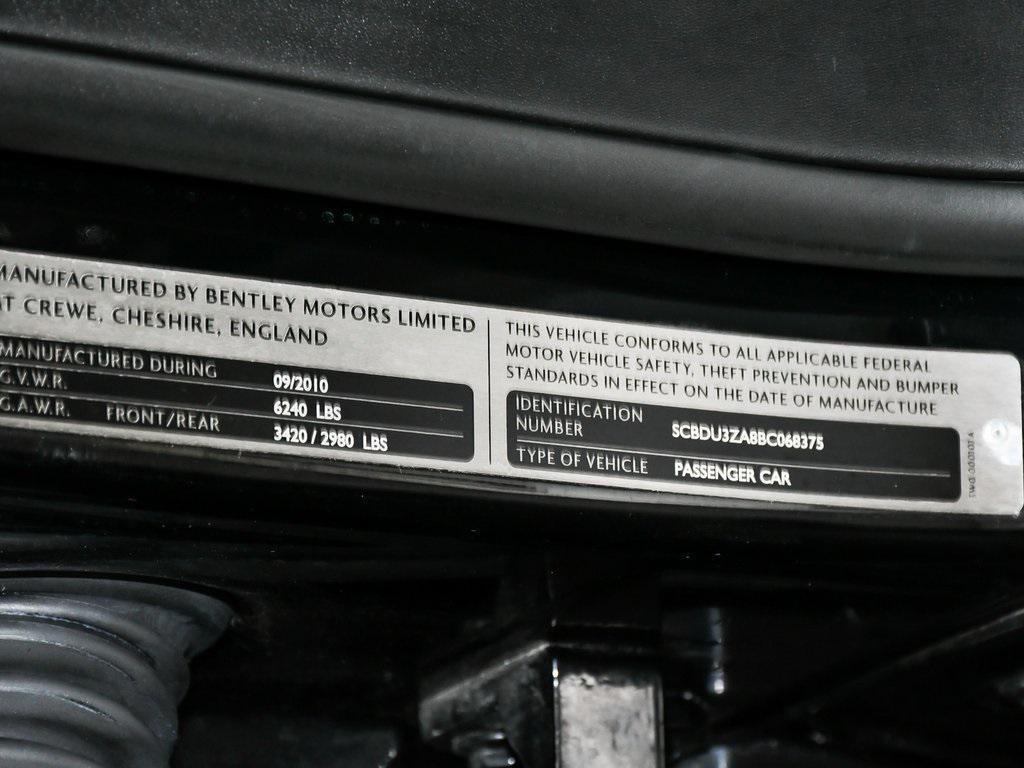 MANUFACTURED BY BENTLEY MOTORS LIMITED
AT CREWE, CHESHIRE, ENGLAND
MANUFACTURED DURING 09/2010
G.V.W.R. 6240 LBS
G.A.W.R. FRONT/REAR 3420 / 2980 LBS
THIS VEHICLE CONFORMS TO ALL APPLICABLE FEDERAL
MOTOR VEHICLE SAFETY, THEFT PREVENTION AND BUMPER
STANDARDS IN EFFECT ON THE DATE OF MANUFACTURE
IDENTIFICATION
NUMBER SCBDU3ZA8BC068375
TYPE OF VEHICLE PASSENGER CAR